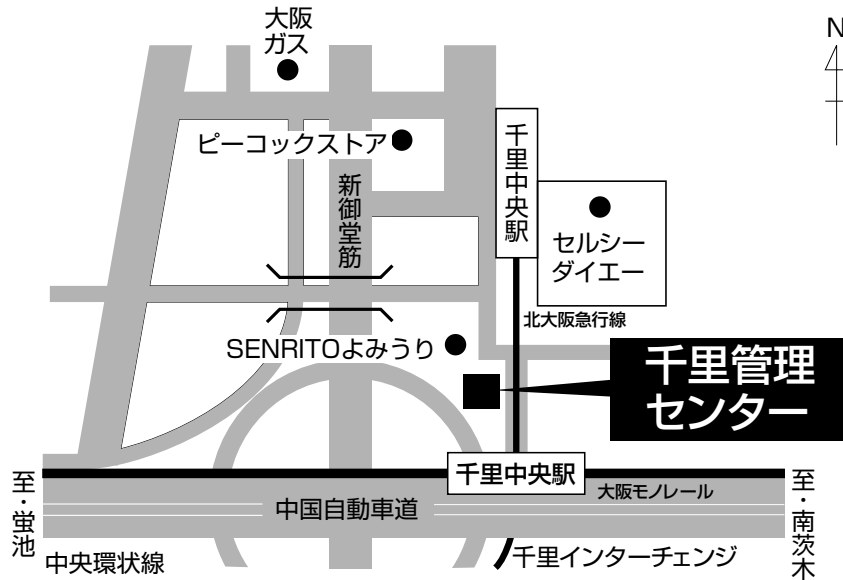 大阪
ガス
N
ピーコックストア
千里中央駅
新御堂筋
セルシー
ダイエー
北大阪急行線
SENRITOよみうり
千里管理
センター
千里中央駅
大阪モノレール
至・蛍池
中国自動車道
至・南茨木
中央環状線
千里インターチェンジ